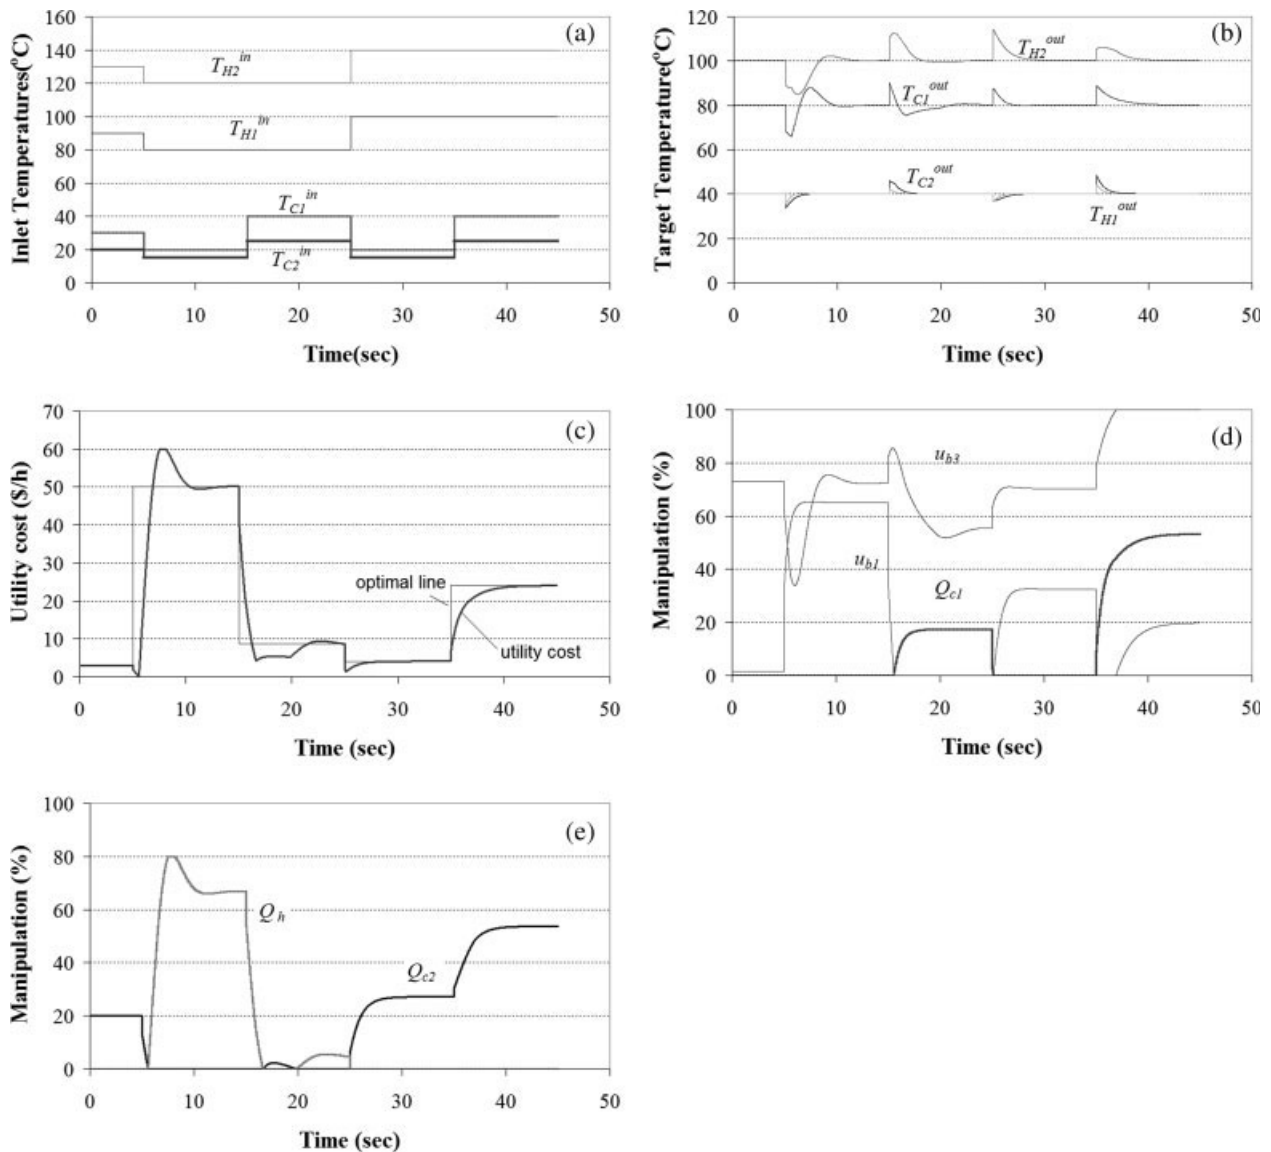 (a)
Inlet Temperatures(°C)
160
140
120
100
80
60
40
20
0
T_H2^in
T_H1^in
T_C1^in
T_C2^in
0 10 20 30 40 50
Time(sec)
(b)
Target Temperature(°C)
120
100
80
60
40
20
0
T_H2^out
T_C1^out
T_C2^out
T_H1^out
0 10 20 30 40 50
Time (sec)
(c)
Utility cost ($/h)
70
60
50
40
30
20
10
0
optimal line
utility cost
0 10 20 30 40 50
Time (sec)
(d)
Manipulation (%)
100
80
60
40
20
0
u_b3
u_b1
Q_c1
0 10 20 30 40 50
Time (sec)
(e)
Manipulation (%)
100
80
60
40
20
0
Q_h
Q_c2
0 10 20 30 40 50
Time (sec)